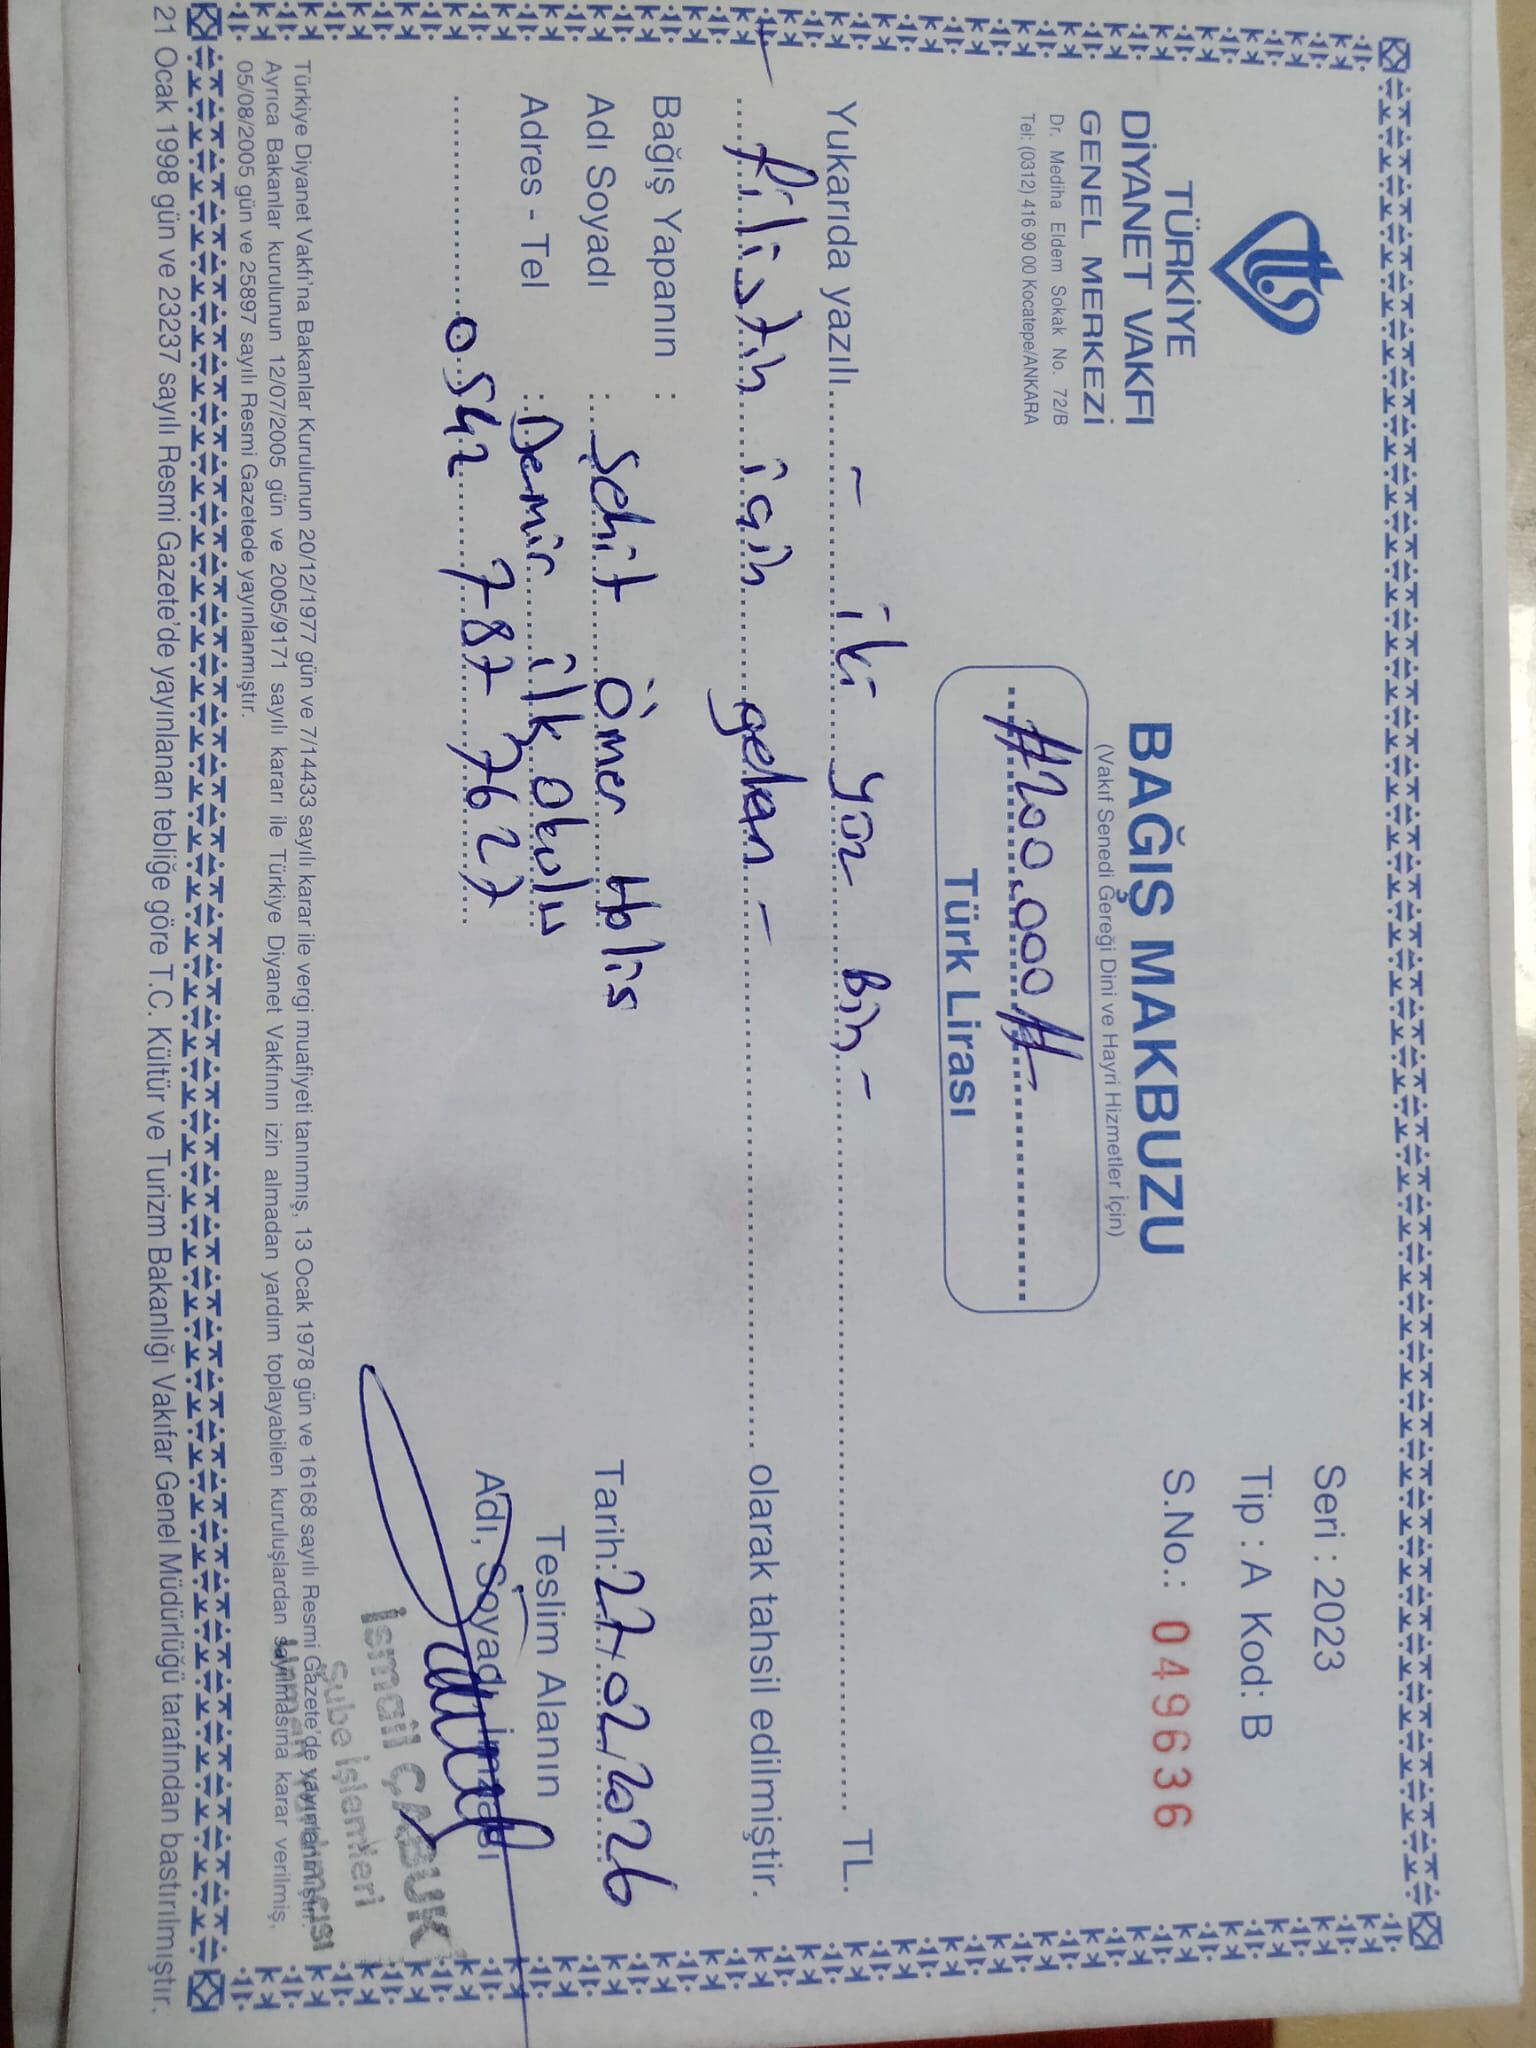 TÜRKİYE
DİYANET VAKFI
GENEL MERKEZİ
Dr. Mediha Eldem Sokak No. 72/B
Tel: (0312) 416 90 00 Kocatepe/ANKARA
BAĞIŞ MAKBUZU
(Vakıf Senedi Gereği Dini ve Hayri Hizmetler İçin)
#200.000#
Türk Lirası
Seri : 2023
Tip : A Kod: B
S.No.: 049636
Yukarıda yazılı - iki yüz Bin - TL.
filistin için gelen - olarak tahsil edilmiştir.
Bağış Yapanın :
Adı Soyadı : Şehit Ömer Halis
Adres - Tel : Demir ilk okulu
0542 787 7627
Tarih: 27/02/2026
Teslim Alanın
Adı, Soyadı, İmzası
İsmail ÇABUK
Şube İşlemleri
Türkiye Diyanet Vakfı'na Bakanlar Kurulunun 20/12/1977 gün ve 7/14433 sayılı karar ile vergi muafiyeti tanınmış, 13 Ocak 1978 gün ve 16168 sayılı Resmi Gazete'de yayınlanmıştır.
Ayrıca Bakanlar kurulunun 12/07/2005 gün ve 2005/9171 sayılı kararı ile Türkiye Diyanet Vakfının izin almadan yardım toplayabilen kuruluşlardan sayılmasına karar verilmiş,
05/08/2005 gün ve 25897 sayılı Resmi Gazetede yayınlanmıştır.
21 Ocak 1998 gün ve 23237 sayılı Resmi Gazete'de yayınlanan tebliğe göre T.C. Kültür ve Turizm Bakanlığı Vakıflar Genel Müdürlüğü tarafından bastırılmıştır.